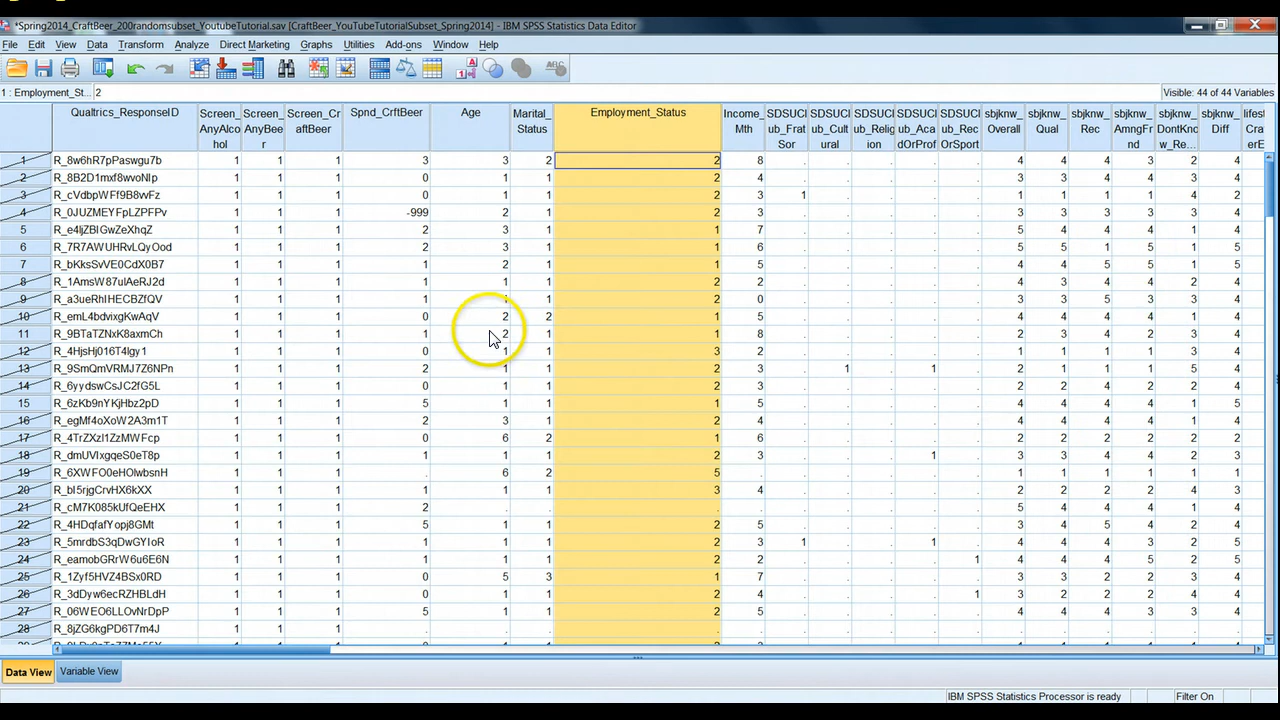 *Spring2014_CraftBeer_200randomsubset_YoutubeTutorial.sav [CraftBeer_YouTubeTutorialSubset_Spring2014] - IBM SPSS Statistics Data Editor
File Edit View Data Transform Analyze Direct Marketing Graphs Utilities Add-ons Window Help
1 : Employment_St... 2 Visible: 44 of 44 Variables
Qualtrics_ResponseID Screen_AnyAlcohol Screen_AnyBeer Screen_CraftBeer Spnd_CrftBeer Age Marital_Status Employment_Status Income_Mth SDSUClub_FratSor SDSUClub_Cultural SDSUClub_Religion SDSUClub_AcadOrProf SDSUClub_RecOrSport sbjknw_Overall sbjknw_Qual sbjknw_Rec sbjknw_AmngFrnd sbjknw_DontKnow_Re... sbjknw_Diff
1 R_8w6hR7pPaswgu7b 1 1 1 3 3 2 2 8 . . . . . 4 4 4 3 2 4
2 R_8B2D1mxf8wvoNIp 1 1 1 0 1 1 2 4 . . . . . 3 3 4 4 3 4
3 R_cVdbpWFf9B8vvFz 1 1 1 0 1 1 2 3 1 . . . . 1 1 1 1 4 2
4 R_0JUZMEYFpLZPFPv 1 1 1 -999 2 1 2 3 . . . . . 3 3 3 3 3 4
5 R_e4ljZBIGwZeXhqZ 1 1 1 2 3 1 1 7 . . . . . 5 4 4 4 1 4
6 R_7R7AWUHRvLQyOod 1 1 1 2 3 1 1 6 . . . . . 5 5 1 5 1 5
7 R_bKksSvVE0CdX0B7 1 1 1 1 2 1 1 5 . . . . . 4 4 5 5 1 4
8 R_1AmsW87ulAeRJ2d 1 1 1 1 1 1 2 2 . . . . . 4 3 4 4 3 4
9 R_a3ueRhIHECBZfQV 1 1 1 1 1 1 2 0 . . . . . 3 3 5 3 3 4
10 R_emL4bdvixgKwAqV 1 1 1 0 2 2 1 5 . . . . . 4 4 4 4 3 4
11 R_9BTaTZNxK8axmCh 1 1 1 1 2 1 1 8 . . . . . 2 3 4 2 3 4
12 R_4HjsHj016T4lgy1 1 1 1 0 1 1 3 2 . . . . . 1 1 1 1 3 4
13 R_9SmQmVRMJ7Z6NPn 1 1 1 2 1 1 2 3 . 1 . 1 . 2 1 1 1 5 4
14 R_6yydswCsJC2fG5L 1 1 1 0 1 1 2 3 . . . . . 2 2 4 2 4 4
15 R_6zKb9nYKjHbz2pD 1 1 1 5 1 1 1 5 . . . . . 4 4 4 4 1 5
16 R_egMf4oXoW2A3m1T 1 1 1 2 3 1 2 4 . . . . . 4 4 4 4 1 4
17 R_4TrZXzl1ZzMWFcp 1 1 1 0 6 2 1 6 . . . . . 2 2 2 2 2 2
18 R_dmUVIxgqeS0eT8p 1 1 1 1 1 1 2 3 . . . 1 . 2 2 2 2 3 4
19 R_6XWFO0eHOlwbsnH 1 1 1 . 6 2 5 . . . . . . 1 1 1 1 1 1
20 R_bI5rjgCrvHX6kXX 1 1 1 1 1 1 3 4 . . . . . 2 2 2 2 4 3
21 R_cM7K085kUfQeEHX 1 1 1 2 . . . . . . . . . 5 4 4 4 1 4
22 R_4HDqfafYopj8GMt 1 1 1 5 1 1 2 5 . . . . . 3 4 5 4 2 4
23 R_5mrdbS3qDwGYIoR 1 1 1 1 1 1 2 3 1 . . 1 . 4 4 4 3 2 5
24 R_eamobGRrW6u6E6N 1 1 1 1 1 1 2 2 . . . . 1 4 4 4 5 2 5
25 R_1Zyf5HVZ4BSx0RD 1 1 1 0 5 3 1 7 . . . . . 3 3 2 2 3 4
26 R_3dDyw6ecRZHBLdH 1 1 1 0 1 1 2 4 . . . . 1 3 2 2 2 4 4
27 R_06WEO6LLOvNrDpP 1 1 1 5 1 1 2 5 . . . . . 4 4 4 3 3 4
28 R_8jZG6kgPD6T7m4J 1 1 1 . . . . . . . . . . . . . . . .
Data View Variable View
IBM SPSS Statistics Processor is ready Filter On